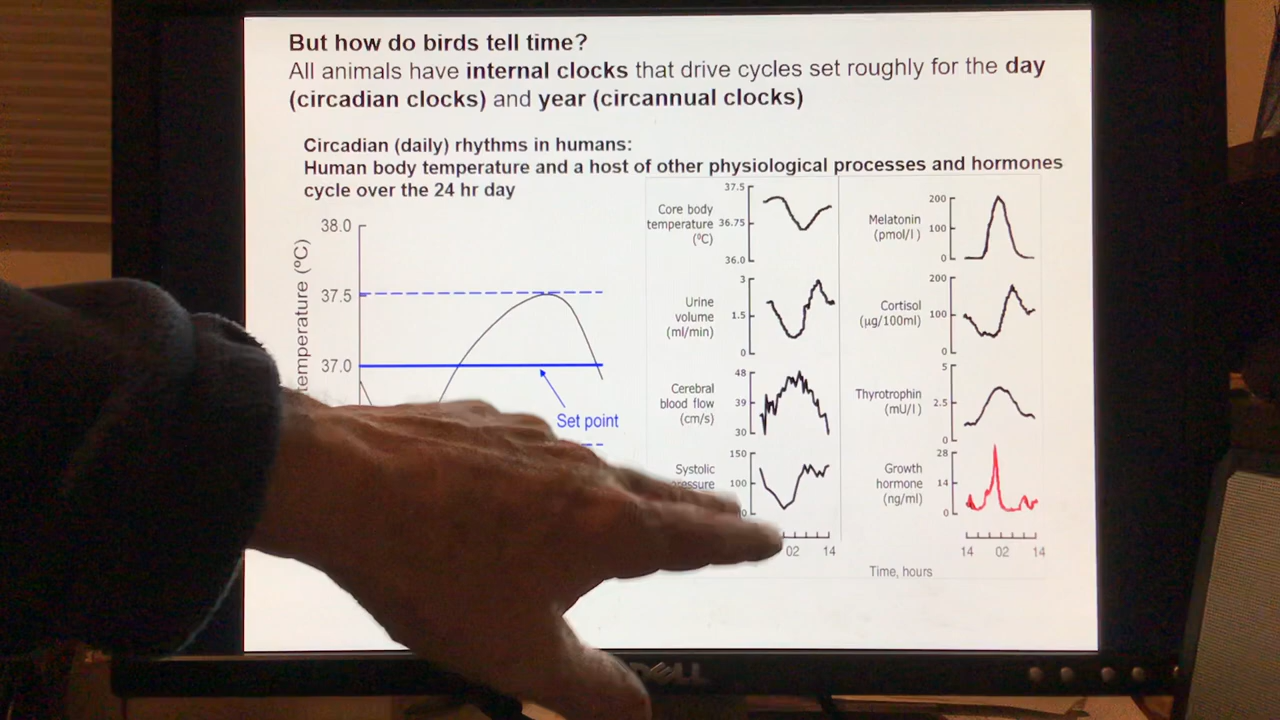 But how do birds tell time?
All animals have internal clocks that drive cycles set roughly for the day
(circadian clocks) and year (circannual clocks)
Circadian (daily) rhythms in humans:
Human body temperature and a host of other physiological processes and hormones
cycle over the 24 hr day
38.0
37.5
37.0
temperature (ºC)
Set point
Core body
temperature
(ºC)
37.5
36.75
36.0
Urine
volume
(ml/min)
3
1.5
0
Cerebral
blood flow
(cm/s)
48
39
30
Systolic
150
100
02 14
Melatonin
(pmol/l)
200
100
0
Cortisol
(µg/100ml)
200
100
0
Thyrotrophin
(mU/l)
5
2.5
0
Growth
hormone
(ng/ml)
28
14
0
14 02 14
Time, hours
DELL